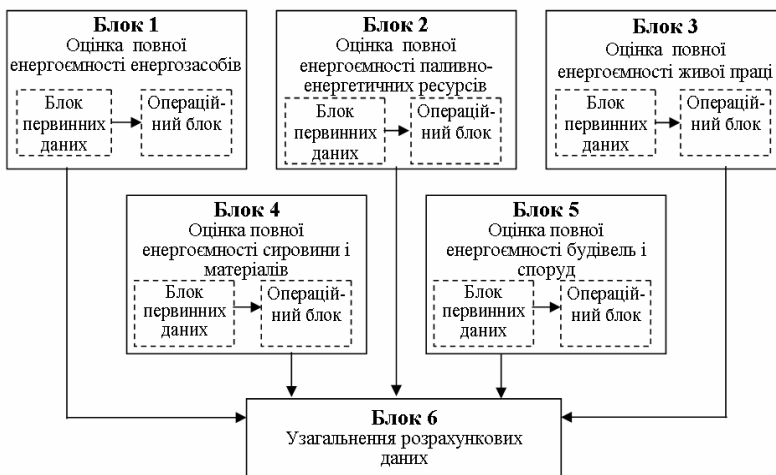 Блок 1
Оцінка повної
енергоємності енергозасобів
Блок
первинних
даних
Операцій-
ний блок
Блок 2
Оцінка повної
енергоємності паливно-
енергетичних ресурсів
Блок
первинних
даних
Операцій-
ний блок
Блок 3
Оцінка повної
енергоємності живої праці
Блок
первинних
даних
Операцій-
ний блок
Блок 4
Оцінка повної
енергоємності сировини і
матеріалів
Блок
первинних
даних
Операцій-
ний блок
Блок 5
Оцінка повної
енергоємності будівель і
споруд
Блок
первинних
даних
Операцій-
ний блок
Блок 6
Узагальнення розрахункових
даних